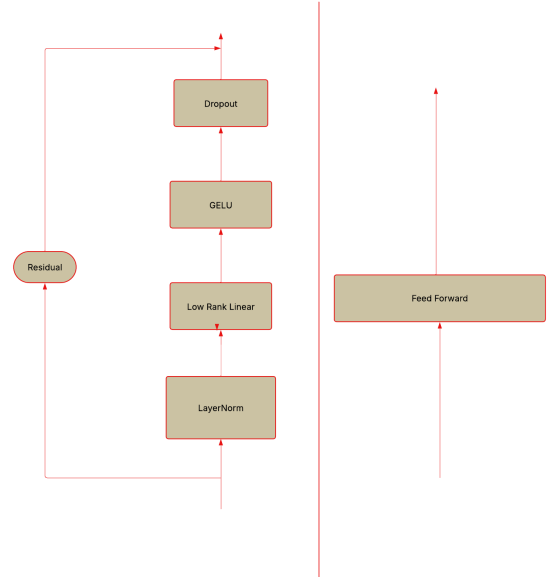 Dropout
GELU
Residual
Low Rank Linear
LayerNorm
Feed Forward